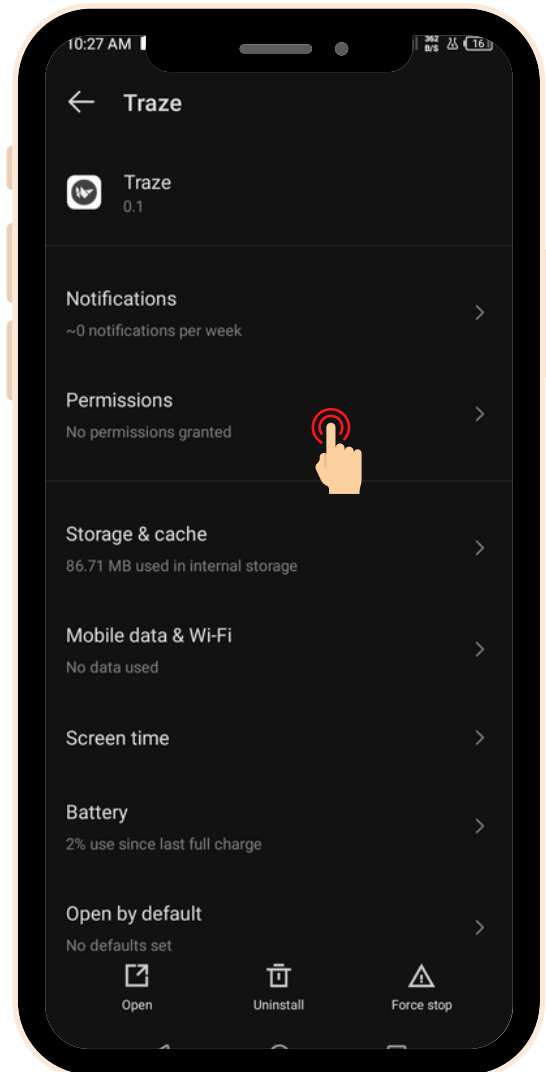 10:27 AM
362
B/S
16
Traze
Traze
0.1
Notifications
~0 notifications per week
Permissions
No permissions granted
Storage & cache
86.71 MB used in internal storage
Mobile data & Wi-Fi
No data used
Screen time
Battery
2% use since last full charge
Open by default
No defaults set
Open Uninstall Force stop